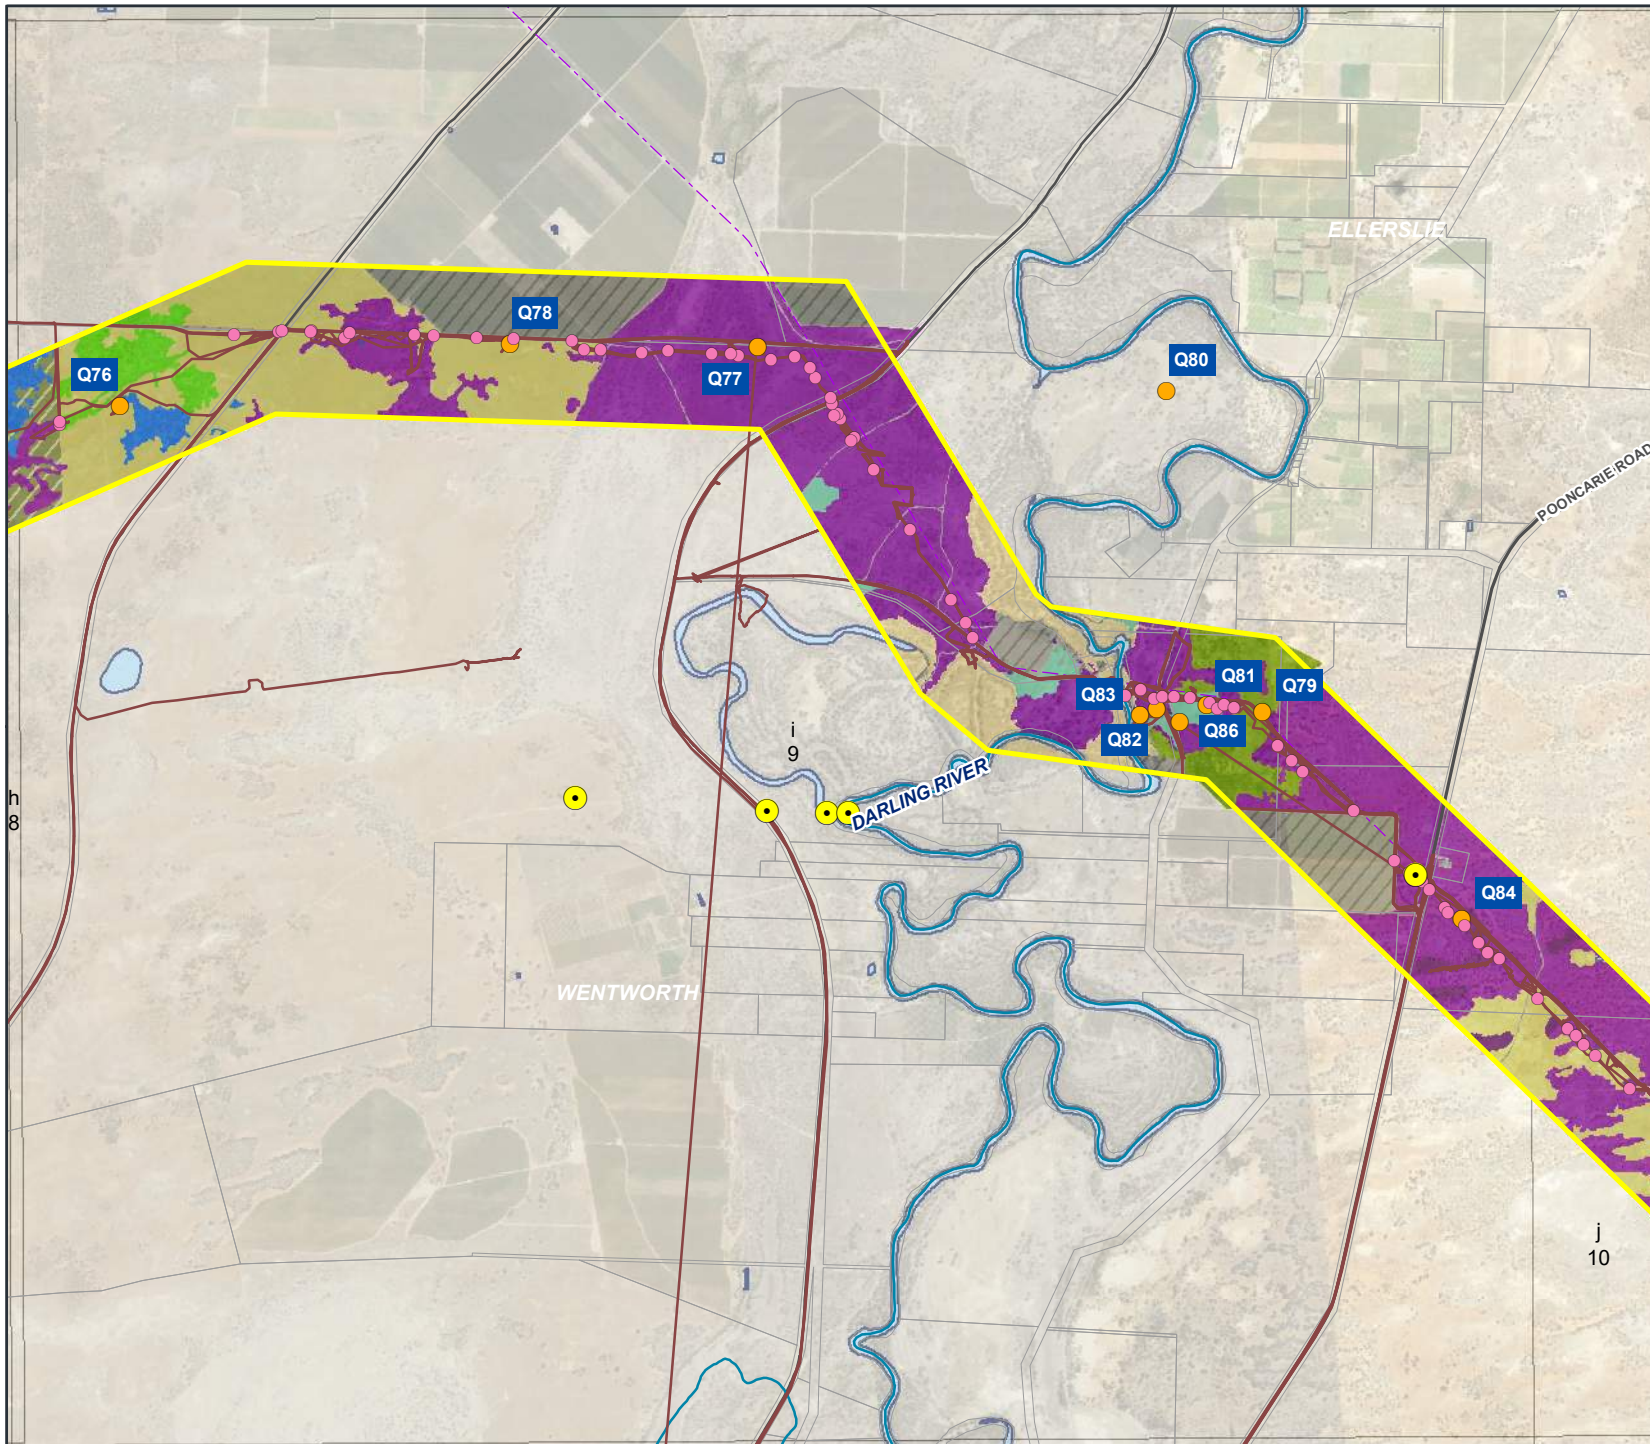 ELLERSLIE
Q78
Q76
Q77
Q80
POONCARIE ROAD
Q81
Q79
Q83
Q86
Q82
i
9
DARLING RIVER
h
8
Q84
WENTWORTH
j
10